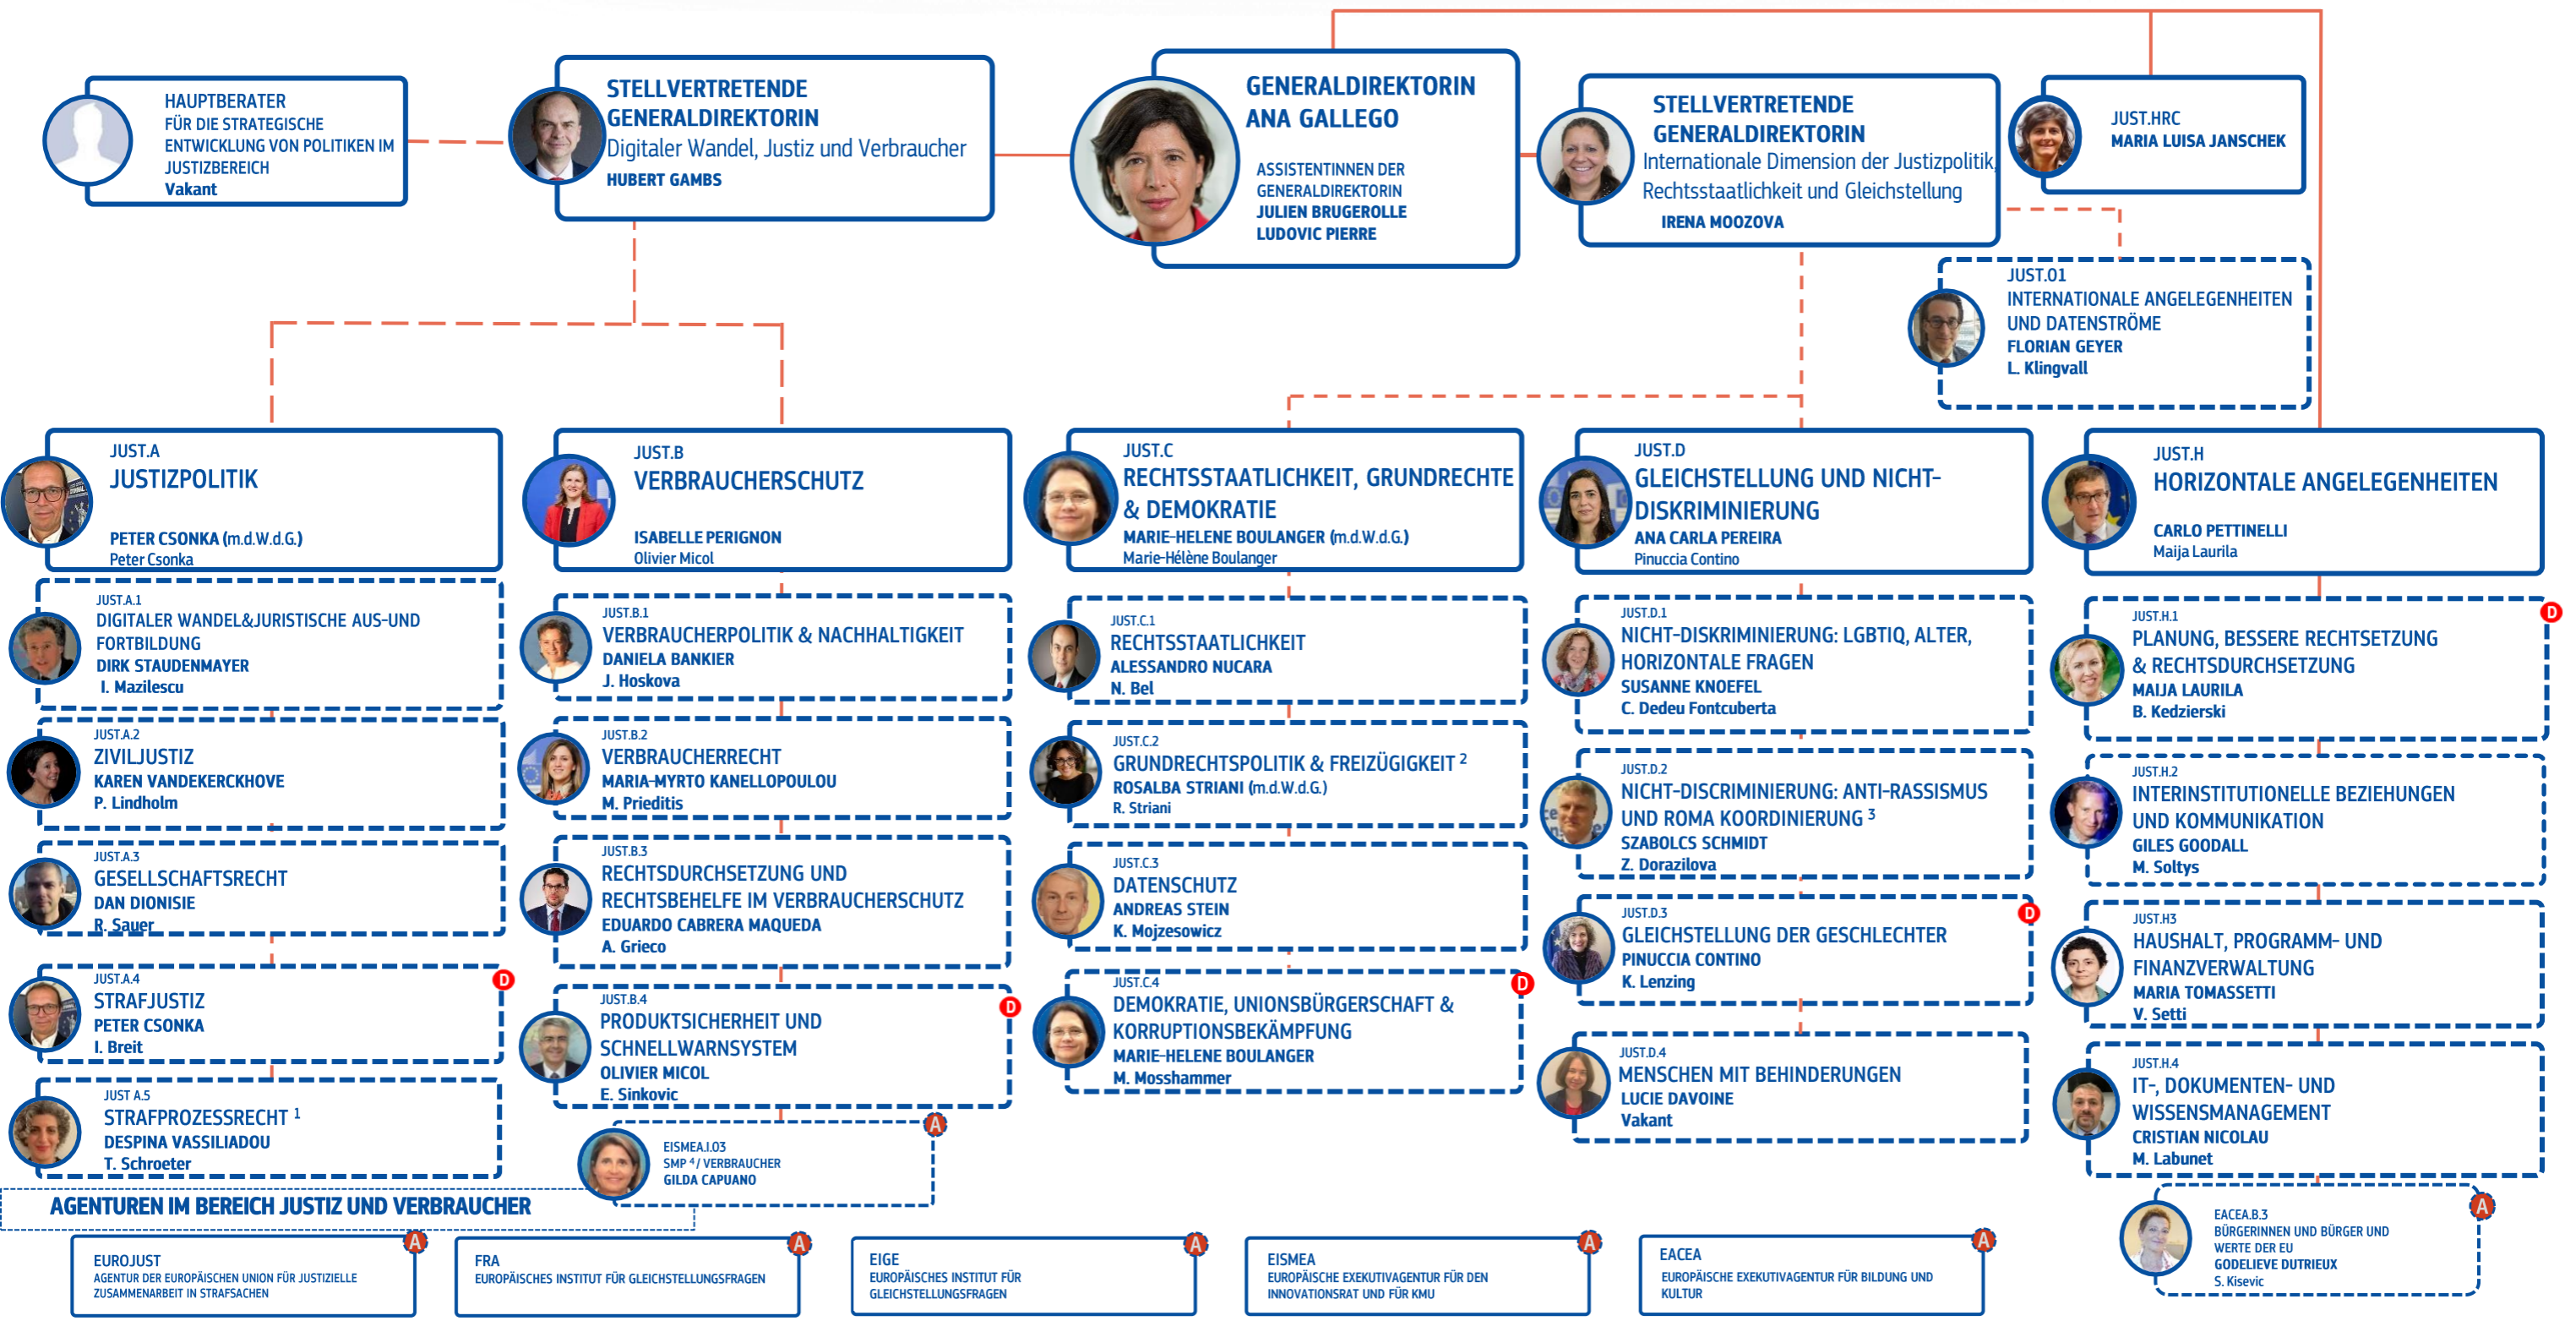 HAUPTBERATER
FÜR DIE STRATEGISCHE
ENTWICKLUNG VON POLITIKEN IM
JUSTIZBEREICH
Vakant
STELLVERTRETENDE
GENERALDIREKTORIN
Digitaler Wandel, Justiz und Verbraucher
HUBERT GAMBS
GENERALDIREKTORIN
ANA GALLEGO
ASSISTENTINNEN DER
GENERALDIREKTORIN
JULIEN BRUGEROLLE
LUDOVIC PIERRE
STELLVERTRETENDE
GENERALDIREKTORIN
Internationale Dimension der Justizpolitik,
Rechtsstaatlichkeit und Gleichstellung
IRENA MOOZOVA
JUST.HRC
MARIA LUISA JANSCHEK
JUST.01
INTERNATIONALE ANGELEGENHEITEN
UND DATENSTRÖME
FLORIAN GEYER
L. Klingvall
JUST.A
JUSTIZPOLITIK
PETER CSONKA (m.d.W.d.G.)
Peter Csonka
JUST.A.1
DIGITALER WANDEL&JURISTISCHE AUS-UND
FORTBILDUNG
DIRK STAUDENMAYER
I. Mazilescu
JUST.A.2
ZIVILJUSTIZ
KAREN VANDEKERCKHOVE
P. Lindholm
JUST.A.3
GESELLSCHAFTSRECHT
DAN DIONISIE
R. Sauer
JUST.A.4
D
STRAFJUSTIZ
PETER CSONKA
I. Breit
JUST A.5
STRAFPROZESSRECHT 1
DESPINA VASSILIADOU
T. Schroeter
JUST.B
VERBRAUCHERSCHUTZ
ISABELLE PERIGNON
Olivier Micol
JUST.B.1
VERBRAUCHERPOLITIK & NACHHALTIGKEIT
DANIELA BANKIER
J. Hoskova
JUST.B.2
VERBRAUCHERRECHT
MARIA-MYRTO KANELLOPOULOU
M. Prieditis
JUST.B.3
RECHTSDURCHSETZUNG UND
RECHTSBEHELFE IM VERBRAUCHERSCHUTZ
EDUARDO CABRERA MAQUEDA
A. Grieco
JUST.B.4
D
PRODUKTSICHERHEIT UND
SCHNELLWARNSYSTEM
OLIVIER MICOL
E. Sinkovic
A
EISMEA.I.03
SMP 4 / VERBRAUCHER
GILDA CAPUANO
JUST.C
RECHTSSTAATLICHKEIT, GRUNDRECHTE
& DEMOKRATIE
MARIE-HELENE BOULANGER (m.d.W.d.G.)
Marie-Hélène Boulanger
JUST.C.1
RECHTSSTAATLICHKEIT
ALESSANDRO NUCARA
N. Bel
JUST.C.2
GRUNDRECHTSPOLITIK & FREIZÜGIGKEIT 2
ROSALBA STRIANI (m.d.W.d.G.)
R. Striani
JUST.C.3
DATENSCHUTZ
ANDREAS STEIN
K. Mojzesowicz
JUST.C.4
D
DEMOKRATIE, UNIONSBÜRGERSCHAFT &
KORRUPTIONSBEKÄMPFUNG
MARIE-HELENE BOULANGER
M. Mosshammer
JUST.D
GLEICHSTELLUNG UND NICHT-
DISKRIMINIERUNG
ANA CARLA PEREIRA
Pinuccia Contino
JUST.D.1
NICHT-DISKRIMINIERUNG: LGBTIQ, ALTER,
HORIZONTALE FRAGEN
SUSANNE KNOEFEL
C. Dedeu Fontcuberta
JUST.D.2
NICHT-DISCRIMINIERUNG: ANTI-RASSISMUS
UND ROMA KOORDINIERUNG 3
SZABOLCS SCHMIDT
Z. Dorazilova
JUST.D.3
D
GLEICHSTELLUNG DER GESCHLECHTER
PINUCCIA CONTINO
K. Lenzing
JUST.D.4
MENSCHEN MIT BEHINDERUNGEN
LUCIE DAVOINE
Vakant
JUST.H
HORIZONTALE ANGELEGENHEITEN
CARLO PETTINELLI
Maija Laurila
D
JUST.H.1
PLANUNG, BESSERE RECHTSETZUNG
& RECHTSDURCHSETZUNG
MAIJA LAURILA
B. Kedzierski
JUST.H.2
INTERINSTITUTIONELLE BEZIEHUNGEN
UND KOMMUNIKATION
GILES GOODALL
M. Soltys
JUST.H3
HAUSHALT, PROGRAMM- UND
FINANZVERWALTUNG
MARIA TOMASSETTI
V. Setti
JUST.H.4
IT-, DOKUMENTEN- UND
WISSENSMANAGEMENT
CRISTIAN NICOLAU
M. Labunet
A
EACEA.B.3
BÜRGERINNEN UND BÜRGER UND
WERTE DER EU
GODELIEVE DUTRIEUX
S. Kisevic
AGENTUREN IM BEREICH JUSTIZ UND VERBRAUCHER
A
EUROJUST
AGENTUR DER EUROPÄISCHEN UNION FÜR JUSTIZIELLE
ZUSAMMENARBEIT IN STRAFSACHEN
A
FRA
EUROPÄISCHES INSTITUT FÜR GLEICHSTELLUNGSFRAGEN
A
EIGE
EUROPÄISCHES INSTITUT FÜR
GLEICHSTELLUNGSFRAGEN
A
EISMEA
EUROPÄISCHE EXEKUTIVAGENTUR FÜR DEN
INNOVATIONSRAT UND FÜR KMU
A
EACEA
EUROPÄISCHE EXEKUTIVAGENTUR FÜR BILDUNG UND
KULTUR